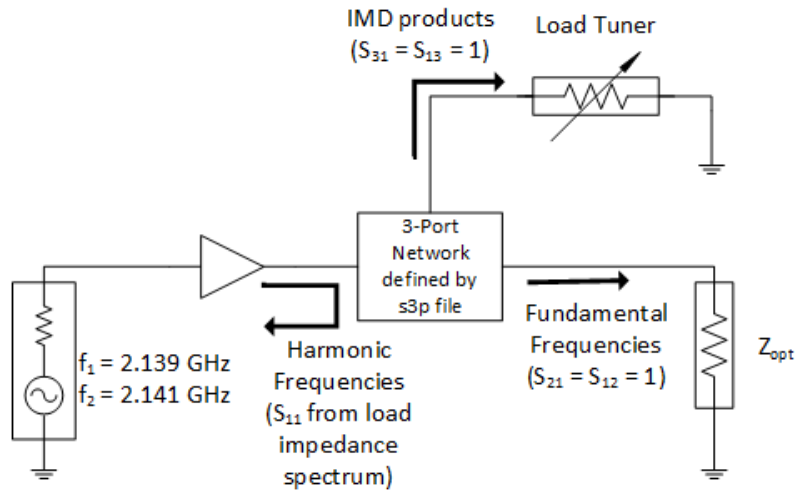 IMD products
(S₃₁ = S₁₃ = 1)
Load Tuner
3-Port
Network
defined by
s3p file
f₁ = 2.139 GHz
f₂ = 2.141 GHz
Harmonic
Frequencies
(S₁₁ from load
impedance
spectrum)
Fundamental
Frequencies
(S₂₁ = S₁₂ = 1)
Zₒₚₜ